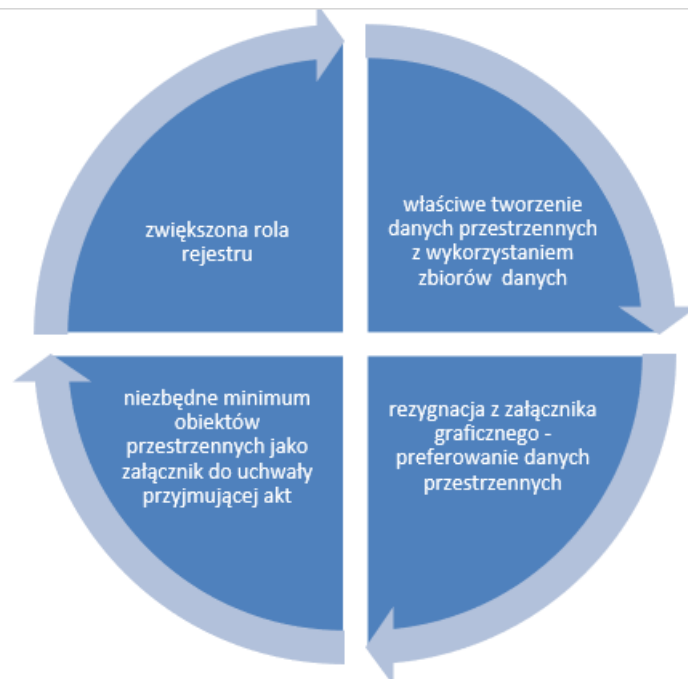 zwiększona rola
rejestru
właściwe tworzenie
danych przestrzennych
z wykorzystaniem
zbiorów danych
niezbędne minimum
obiektów
przestrzennych jako
załącznik do uchwały
przyjmującej akt
rezygnacja z załącznika
graficznego -
preferowanie danych
przestrzennych